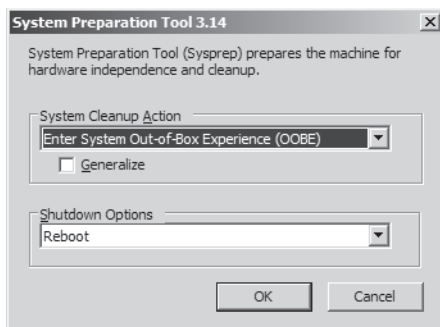 System Preparation Tool 3.14
System Preparation Tool (Sysprep) prepares the machine for
hardware independence and cleanup.
System Cleanup Action
Enter System Out-of-Box Experience (OOBE)
Generalize
Shutdown Options
Reboot
OK
Cancel